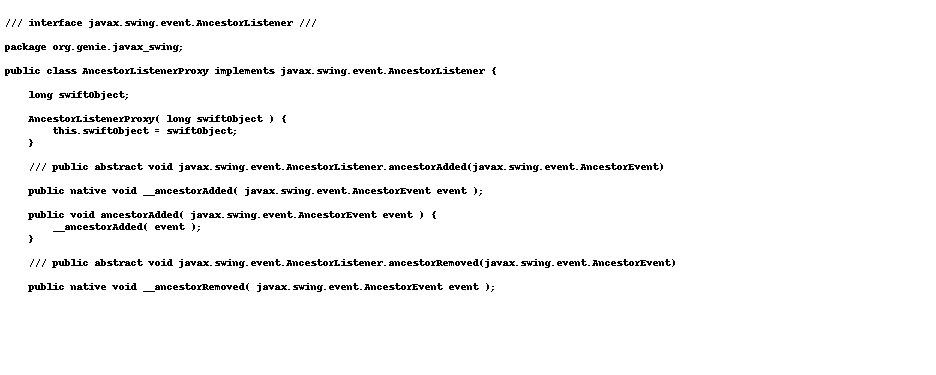 /// interface javax.swing.event.AncestorListener ///
package org.genie.javax_swing;
public class AncestorListenerProxy implements javax.swing.event.AncestorListener {
long swiftObject;
AncestorListenerProxy( long swiftObject ) {
this.swiftObject = swiftObject;
}
/// public abstract void javax.swing.event.AncestorListener.ancestorAdded(javax.swing.event.AncestorEvent)
public native void __ancestorAdded( javax.swing.event.AncestorEvent event );
public void ancestorAdded( javax.swing.event.AncestorEvent event ) {
__ancestorAdded( event );
}
/// public abstract void javax.swing.event.AncestorListener.ancestorRemoved(javax.swing.event.AncestorEvent)
public native void __ancestorRemoved( javax.swing.event.AncestorEvent event );